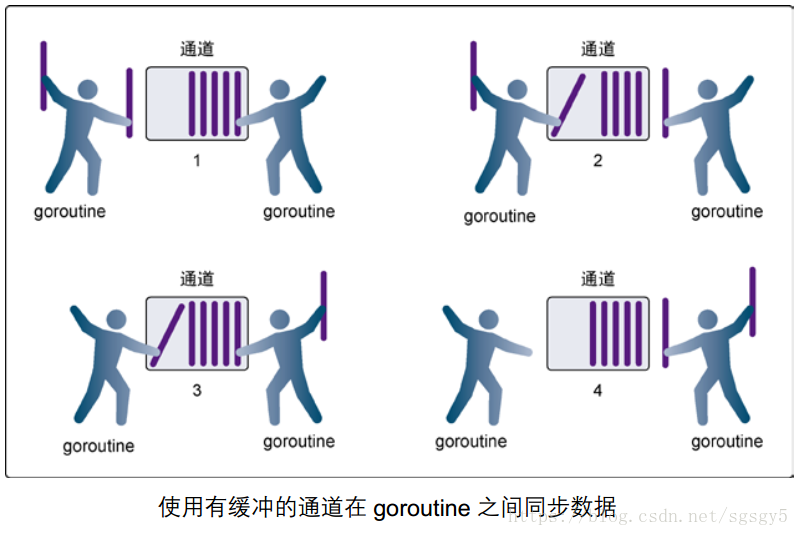 通道
通道
1
2
goroutine
goroutine
goroutine
goroutine
通道
通道
3
4
goroutine
goroutine
goroutine
goroutine
使用有缓冲的通道在 goroutine 之间同步数据
https://blog.csdn.net/sgsgy5